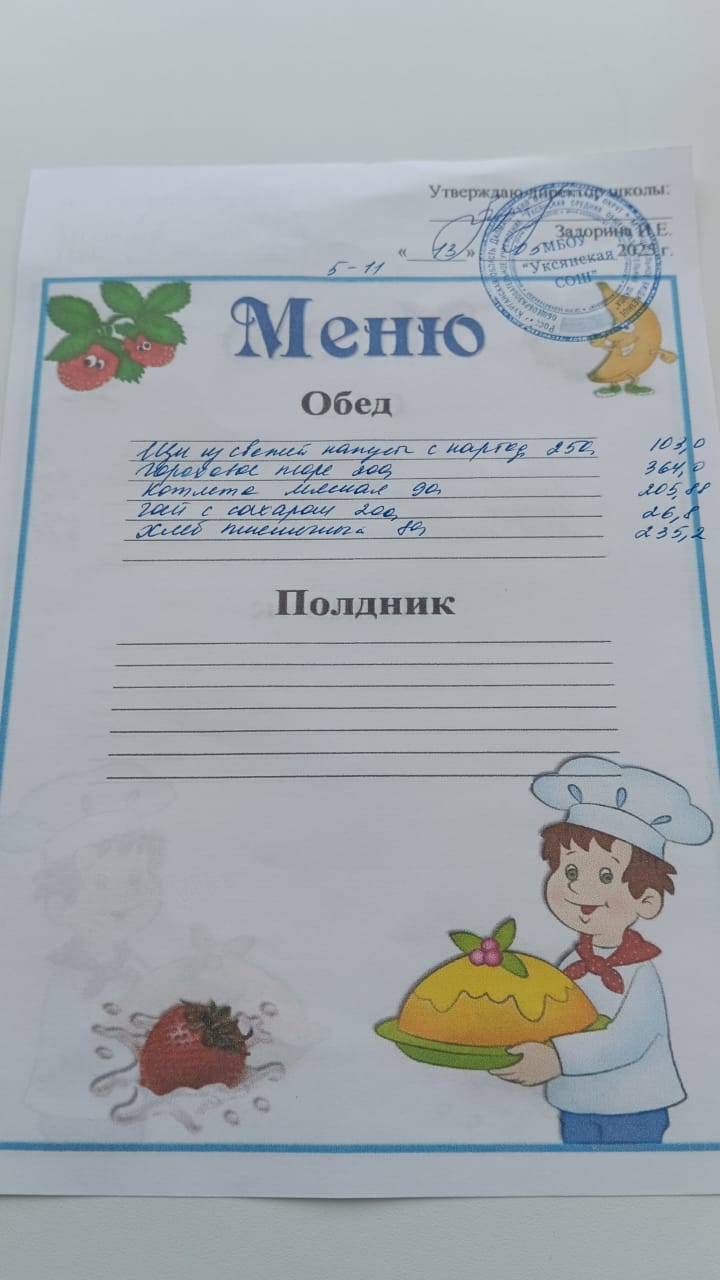 Утверждаю директор школы:
Задорина И.Е.
«13» 05 2025 г.
МБОУ
"Уксянская
СОШ"
5-11
Меню
Обед
Щи из свежей капусты с картоф 250 103,0
Гороховое пюре 200 364,0
Котлета мясная 90 205,88
Чай с сахаром 200 26,8
Хлеб пшеничный 80 235,2
Полдник